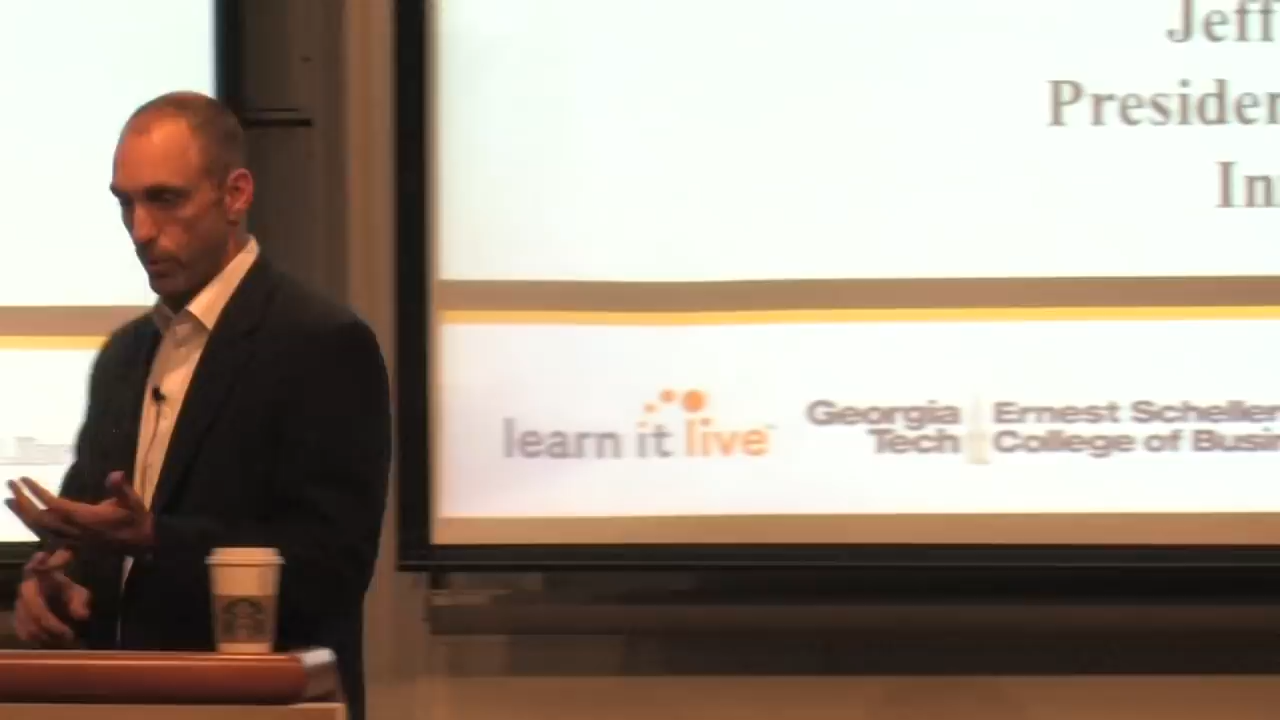 Jeff
Presiden
In
learn it live
Georgia Tech
Ernest Scheller
College of Busin